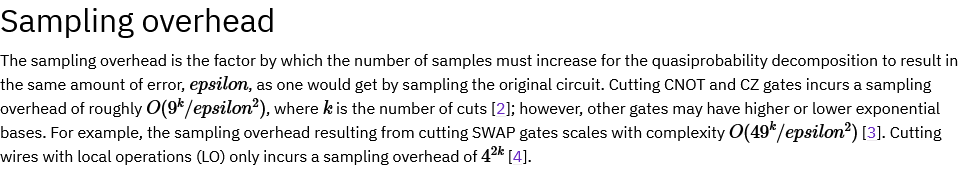 Sampling overhead
The sampling overhead is the factor by which the number of samples must increase for the quasiprobability decomposition to result in
the same amount of error, epsilon, as one would get by sampling the original circuit. Cutting CNOT and CZ gates incurs a sampling
overhead of roughly O(9^k/epsilon^2), where k is the number of cuts [2]; however, other gates may have higher or lower exponential
bases. For example, the sampling overhead resulting from cutting SWAP gates scales with complexity O(49^k/epsilon^2) [3]. Cutting
wires with local operations (LO) only incurs a sampling overhead of 4^{2k} [4].